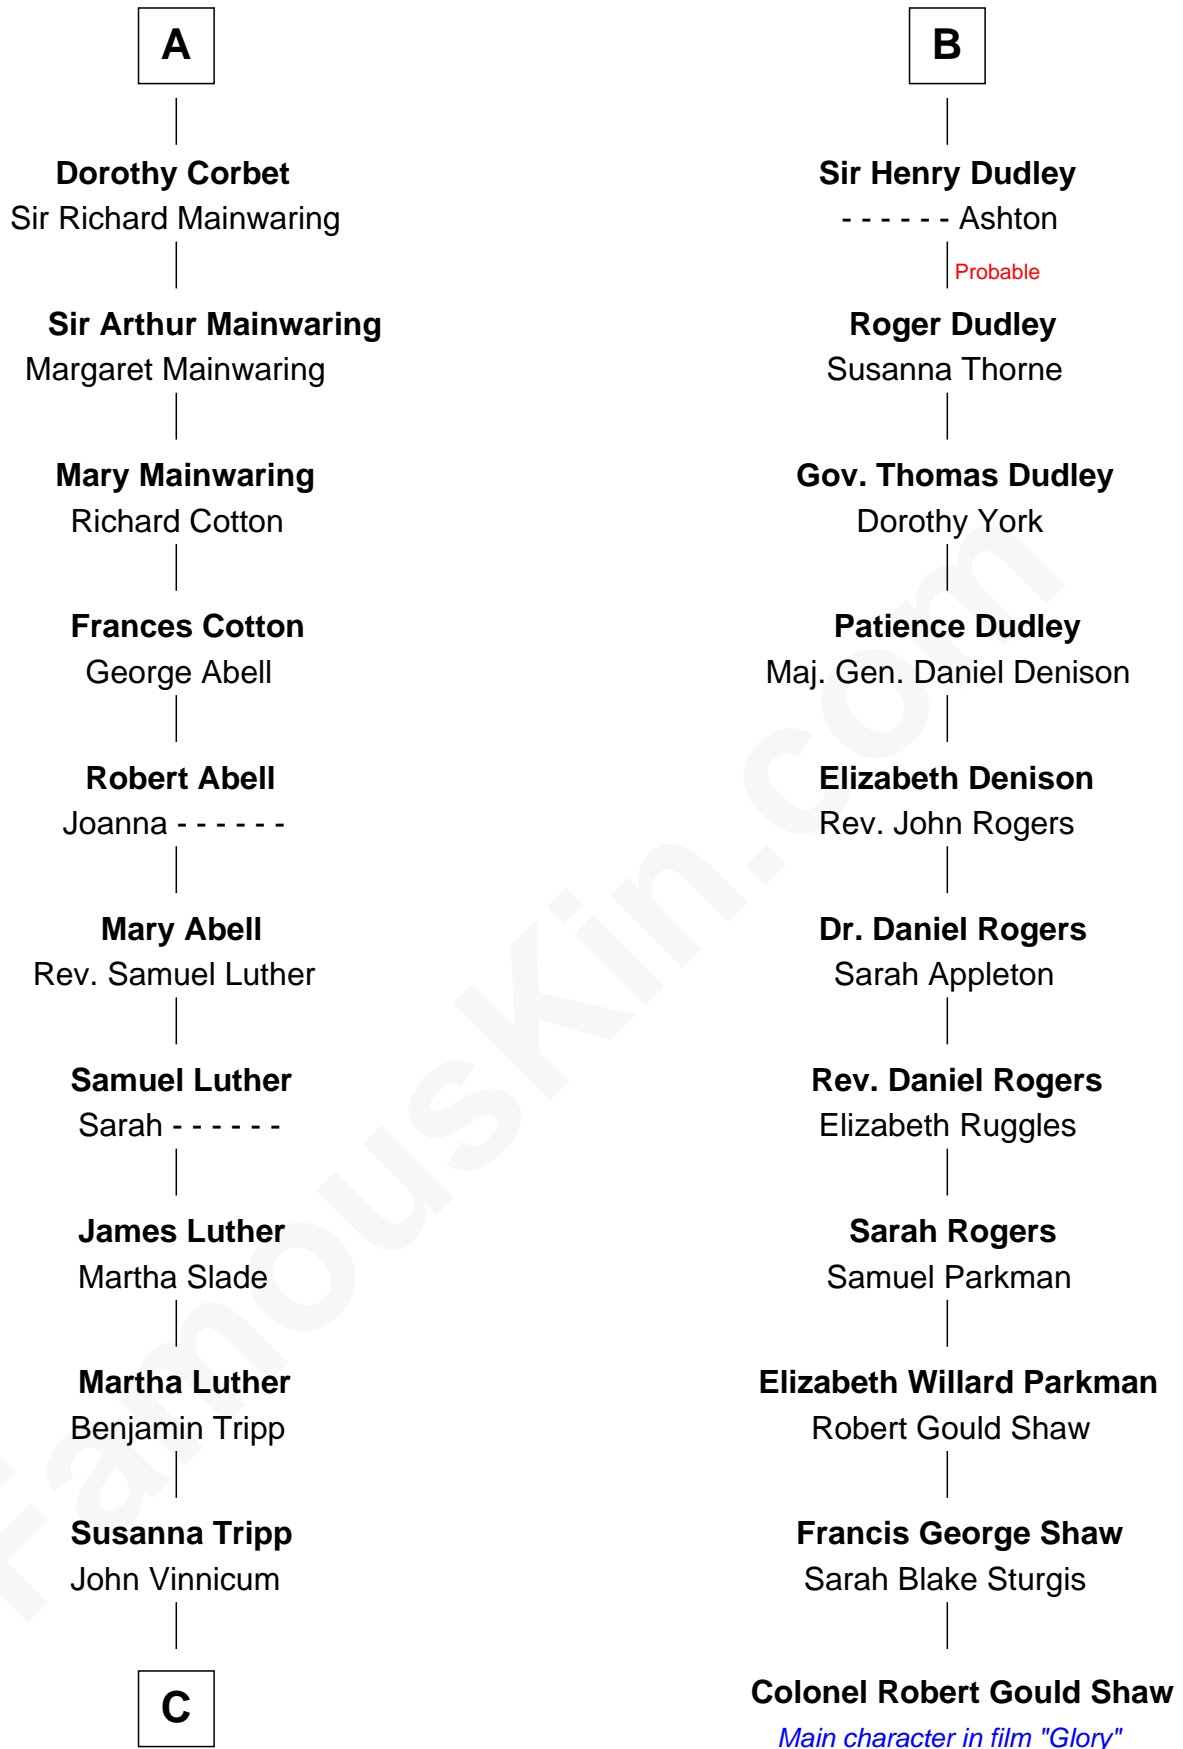 A
Dorothy Corbet
Sir Richard Mainwaring
Sir Arthur Mainwaring
Margaret Mainwaring
Mary Mainwaring
Richard Cotton
Frances Cotton
George Abell
Robert Abell
Joanna - - - - - -
Mary Abell
Rev. Samuel Luther
Samuel Luther
Sarah - - - - - -
James Luther
Martha Slade
Martha Luther
Benjamin Tripp
Susanna Tripp
John Vinnicum
C
B
Sir Henry Dudley
- - - - - - Ashton
Probable
Roger Dudley
Susanna Thorne
Gov. Thomas Dudley
Dorothy York
Patience Dudley
Maj. Gen. Daniel Denison
Elizabeth Denison
Rev. John Rogers
Dr. Daniel Rogers
Sarah Appleton
Rev. Daniel Rogers
Elizabeth Ruggles
Sarah Rogers
Samuel Parkman
Elizabeth Willard Parkman
Robert Gould Shaw
Francis George Shaw
Sarah Blake Sturgis
Colonel Robert Gould Shaw
Main character in film "Glory"
FamousKin.com